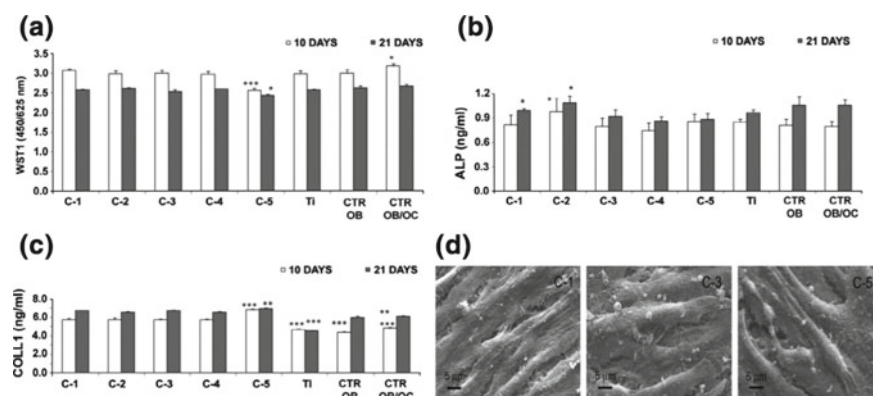 (a)
10 DAYS 21 DAYS
WST1 (450/625 nm)
3.5
3.0
2.5
2.0
1.5
1.0
0.5
0.0
*** * *
C-1 C-2 C-3 C-4 C-5 Ti CTR OB CTR OB/OC
(b)
10 DAYS 21 DAYS
ALP (ng/ml)
1.2
0.9
0.6
0.3
0.0
* * *
C-1 C-2 C-3 C-4 C-5 Ti CTR OB CTR OB/OC
(c)
10 DAYS 21 DAYS
COLL1 (ng/ml)
8.0
6.0
4.0
2.0
0.0
*** ** *** *** *** ** ***
C-1 C-2 C-3 C-4 C-5 Ti CTR OB CTR OB/OC
(d)
C-1 C-3 C-5
5 µm 5 µm 5 µm